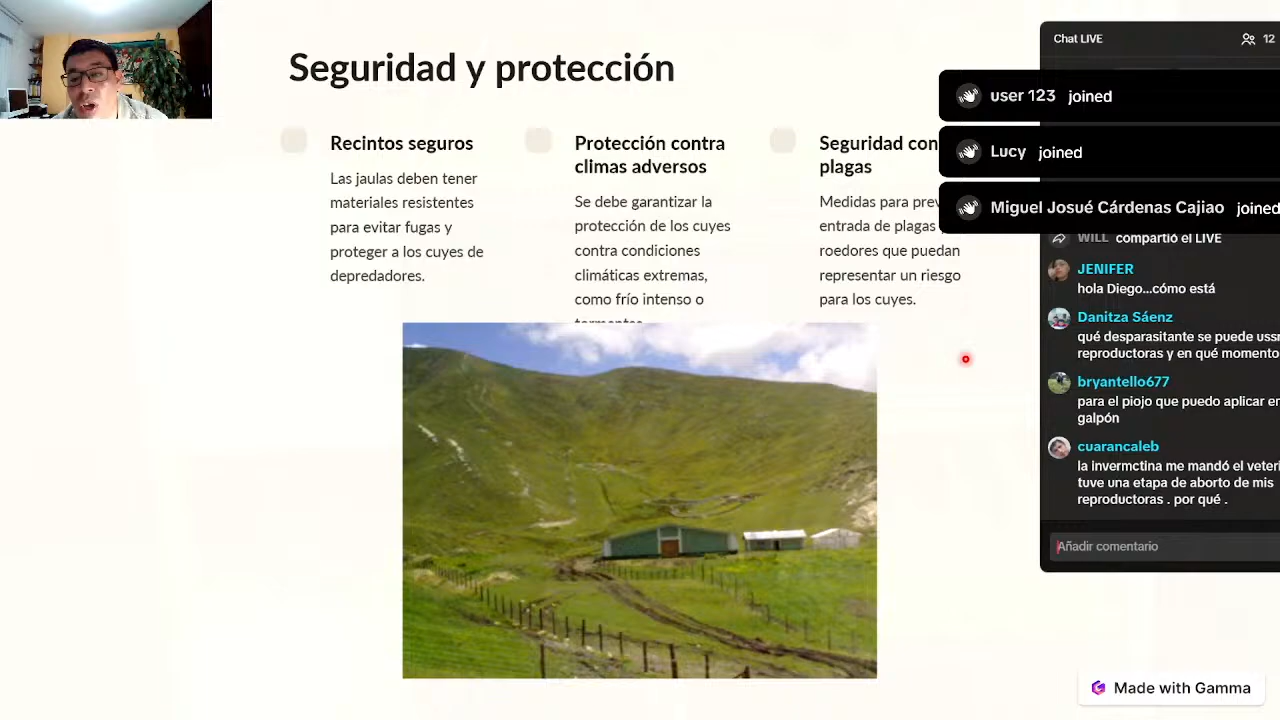 Seguridad y protección
Recintos seguros
Las jaulas deben tener
materiales resistentes
para evitar fugas y
proteger a los cuyes de
depredadores.
Protección contra
climas adversos
Se debe garantizar la
protección de los cuyes
contra condiciones
climáticas extremas,
como frío intenso o
Seguridad con
plagas
Medidas para prev
entrada de plagas
roedores que puedan
representar un riesgo
para los cuyes.
Chat LIVE
12
user 123 joined
Lucy joined
Miguel Josué Cárdenas Cajiao joined
WILL compartió el LIVE
JENIFER
hola Diego...cómo está
Danitza Sáenz
qué desparasitante se puede ussr
reproductoras y en qué momento
bryantello677
para el piojo que puedo aplicar en
galpón
cuarancaleb
la invermctina me mandó el veteri
tuve una etapa de aborto de mis
reproductoras . por qué .
Añadir comentario
Made with Gamma